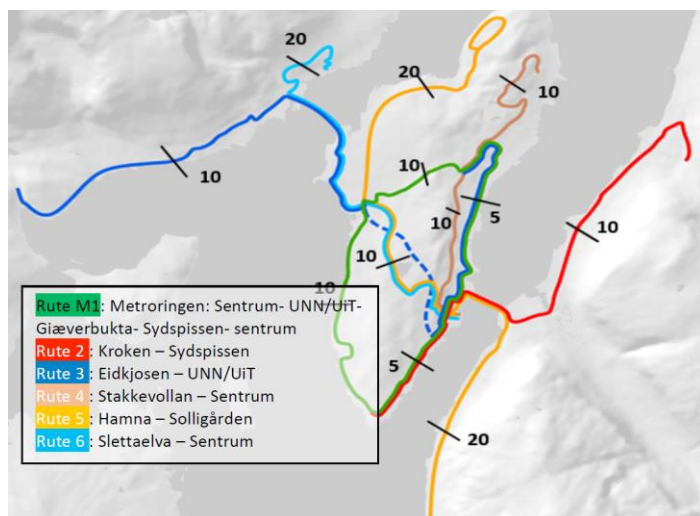 20
20
10
10
10
10
5
10
10
10
5
20
Rute M1: Metroringen: Sentrum- UNN/UiT-
Giæverbukta- Sydspissen- sentrum
Rute 2: Kroken – Sydspissen
Rute 3: Eidkjosen – UNN/UiT
Rute 4: Stakkevollan – Sentrum
Rute 5: Hamna – Solligården
Rute 6: Slettaelva – Sentrum